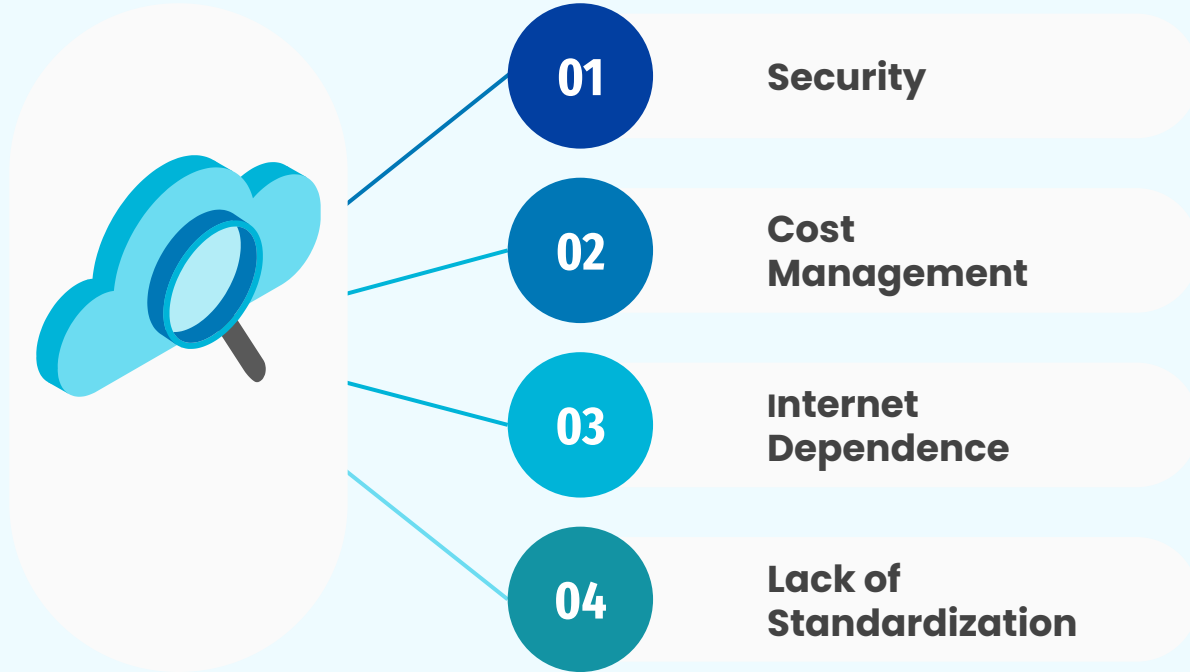 01
Security
02
Cost
Management
03
Internet
Dependence
04
Lack of
Standardization